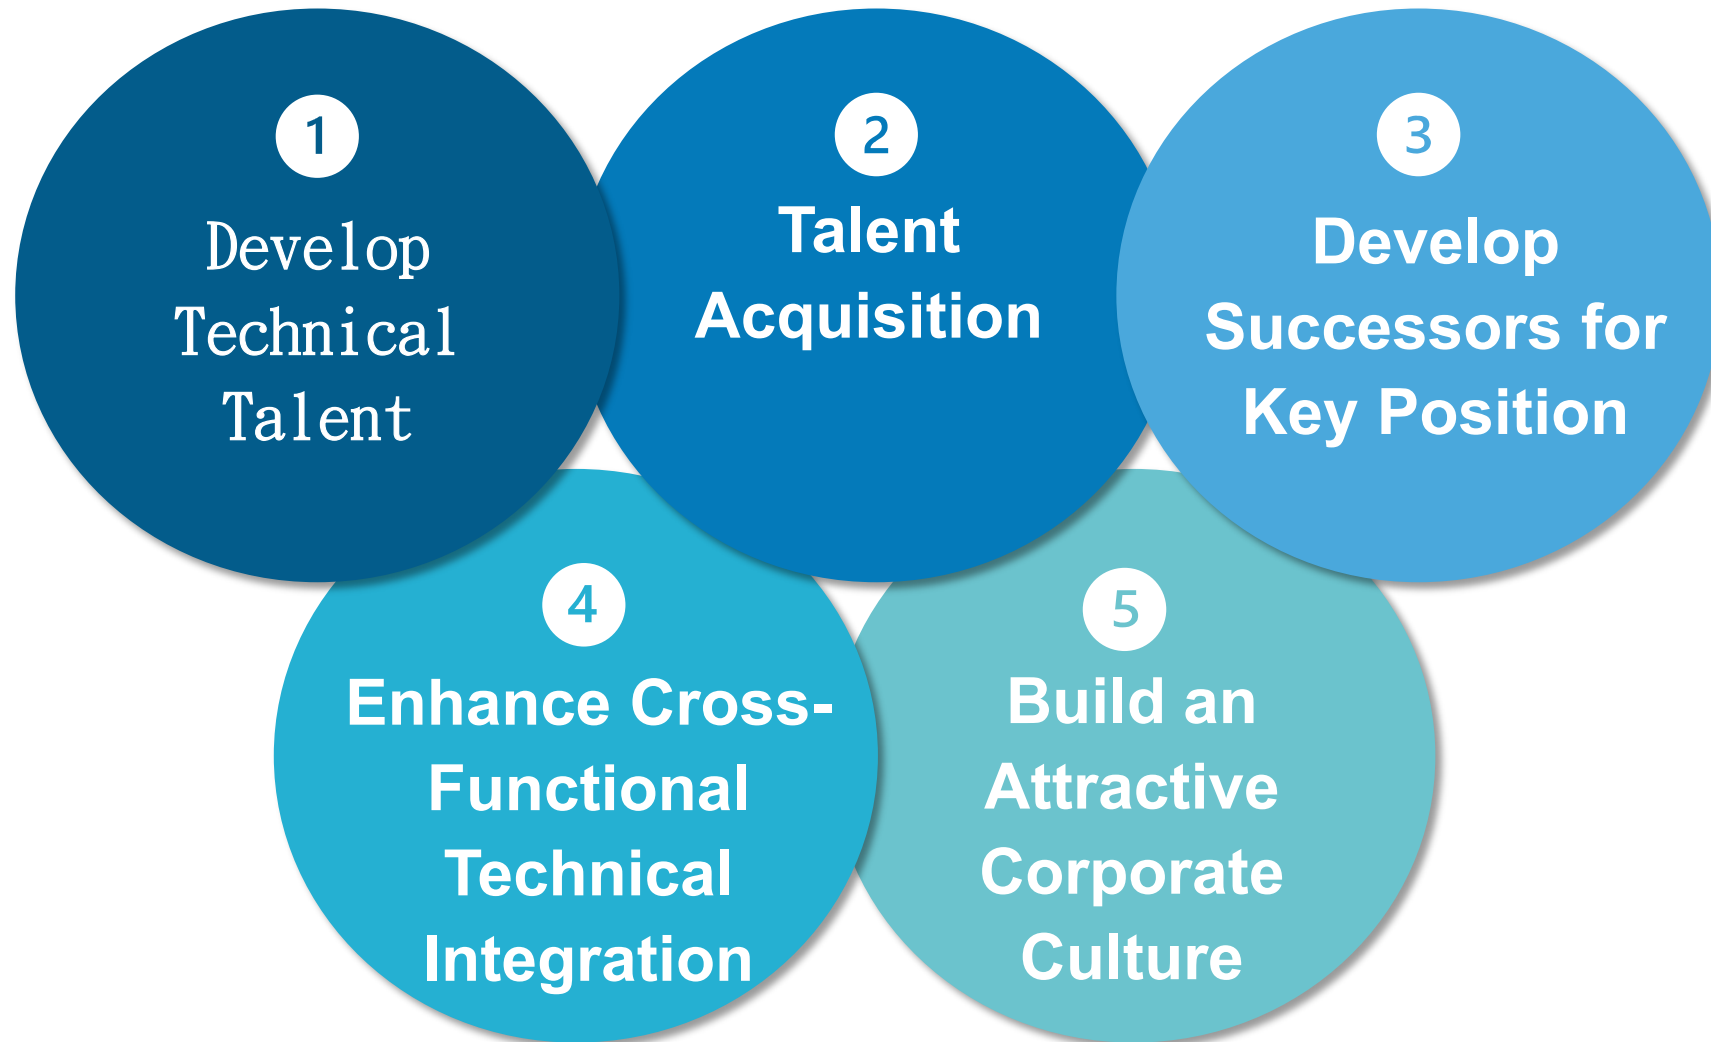 1
Develop
Technical
Talent
2
Talent
Acquisition
3
Develop
Successors for
Key Position
4
Enhance Cross-
Functional
Technical
Integration
5
Build an
Attractive
Corporate
Culture